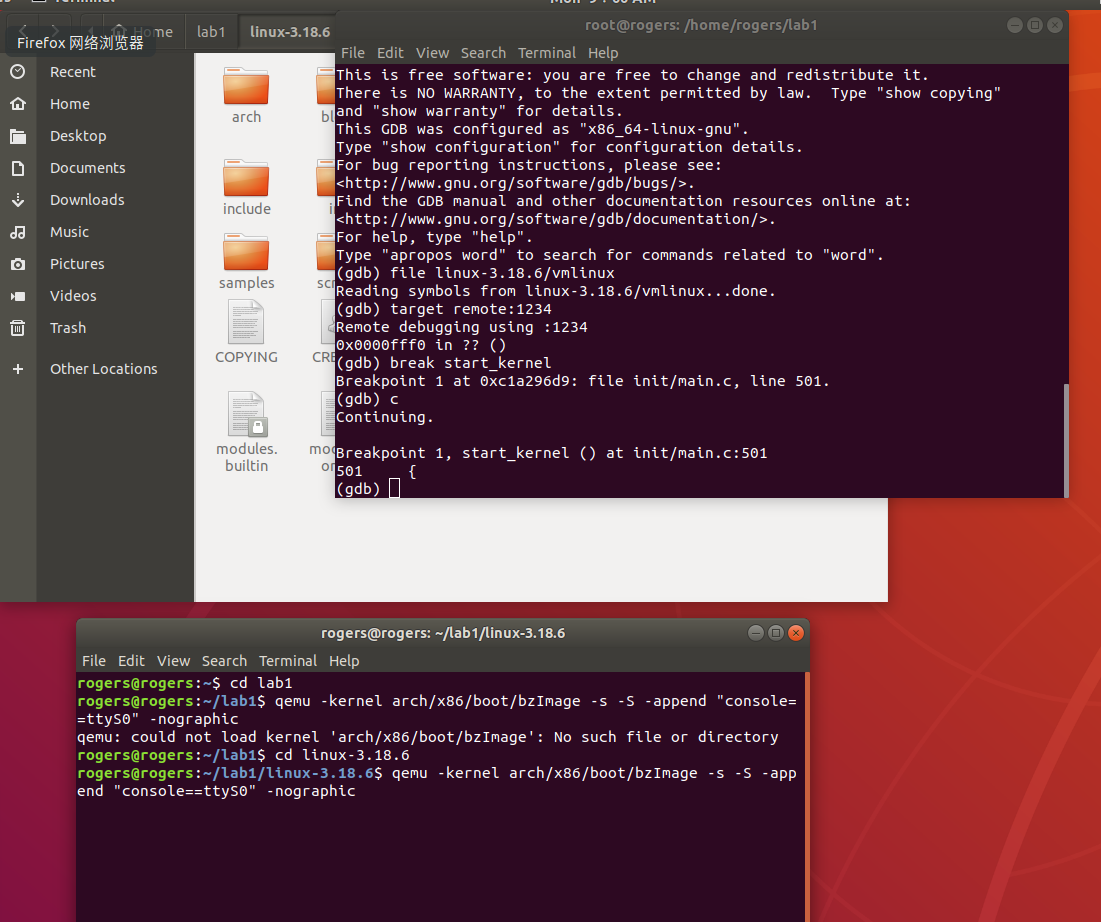 Home
lab1
linux-3.18.6
Firefox 网络浏览器
Recent
Home
Desktop
Documents
Downloads
Music
Pictures
Videos
Trash
Other Locations
arch
include
samples
COPYING
modules.
builtin
root@rogers: /home/rogers/lab1
File Edit View Search Terminal Help
This is free software: you are free to change and redistribute it.
There is NO WARRANTY, to the extent permitted by law.  Type "show copying"
and "show warranty" for details.
This GDB was configured as "x86_64-linux-gnu".
Type "show configuration" for configuration details.
For bug reporting instructions, please see:
<http://www.gnu.org/software/gdb/bugs/>.
Find the GDB manual and other documentation resources online at:
<http://www.gnu.org/software/gdb/documentation/>.
For help, type "help".
Type "apropos word" to search for commands related to "word".
(gdb) file linux-3.18.6/vmlinux
Reading symbols from linux-3.18.6/vmlinux...done.
(gdb) target remote:1234
Remote debugging using :1234
0x0000fff0 in ?? ()
(gdb) break start_kernel
Breakpoint 1 at 0xc1a296d9: file init/main.c, line 501.
(gdb) c
Continuing.
Breakpoint 1, start_kernel () at init/main.c:501
501     {
(gdb)
rogers@rogers: ~/lab1/linux-3.18.6
File Edit View Search Terminal Help
rogers@rogers:~$ cd lab1
rogers@rogers:~/lab1$ qemu -kernel arch/x86/boot/bzImage -s -S -append "console=
=ttyS0" -nographic
qemu: could not load kernel 'arch/x86/boot/bzImage': No such file or directory
rogers@rogers:~/lab1$ cd linux-3.18.6
rogers@rogers:~/lab1/linux-3.18.6$ qemu -kernel arch/x86/boot/bzImage -s -S -app
end "console==ttyS0" -nographic